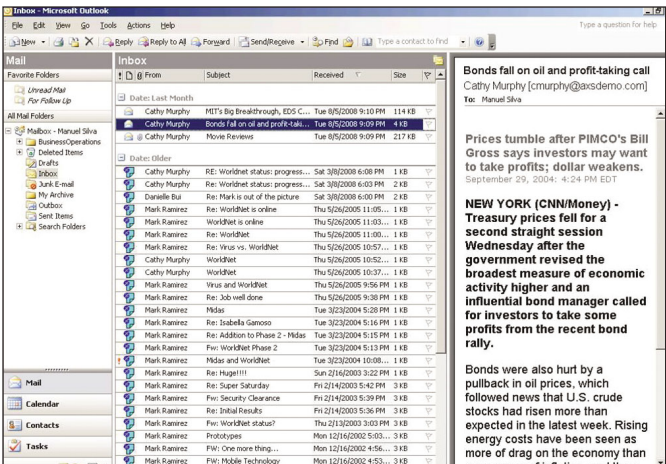 Inbox - Microsoft Outlook
File Edit View Go Tools Actions Help Type a question for help
New Reply Reply to All Forward Send/Receive Find Type a contact to find
Mail
Favorite Folders
Unread Mail
For Follow Up
All Mail Folders
Mailbox - Manuel Silva
BusinessOperations
Deleted Items
Drafts
Inbox
Junk E-mail
My Archive
Outbox
Sent Items
Search Folders
Mail
Calendar
Contacts
Tasks
Inbox
From Subject Received Size
Date: Last Month
Cathy Murphy MIT's Big Breakthrough, EDS C... Tue 8/5/2008 9:10 PM 114 KB
Cathy Murphy Bonds fall on oil and profit-taki... Tue 8/5/2008 9:09 PM 4 KB
Cathy Murphy Movie Reviews Tue 8/5/2008 9:09 PM 217 KB
Date: Older
Cathy Murphy RE: Worldnet status: progress... Sat 3/8/2008 6:08 PM 1 KB
Cathy Murphy RE: Worldnet status: progress... Sat 3/8/2008 6:03 PM 2 KB
Danielle Bui Re: Mark is out of the picture Sat 3/8/2008 6:00 PM 2 KB
Mark Ramirez Re: WorldNet is online Thu 5/26/2005 11:05... 1 KB
Mark Ramirez WorldNet is online Thu 5/26/2005 11:03... 1 KB
Mark Ramirez Re: WorldNet Thu 5/26/2005 11:00... 1 KB
Mark Ramirez Re: Virus vs. WorldNet Thu 5/26/2005 10:57... 1 KB
Cathy Murphy WorldNet Thu 5/26/2005 10:52... 1 KB
Cathy Murphy WorldNet Thu 5/26/2005 10:37... 1 KB
Mark Ramirez Virus and WorldNet Thu 5/26/2005 9:56 PM 1 KB
Mark Ramirez Re: Job well done Thu 5/26/2005 9:38 PM 1 KB
Mark Ramirez Midas Tue 3/23/2004 5:28 PM 1 KB
Mark Ramirez Re: Isabella Gamoso Tue 3/23/2004 5:16 PM 1 KB
Mark Ramirez Re: Addition to Phase 2 - Midas Tue 3/23/2004 5:15 PM 1 KB
Mark Ramirez Fw: WorldNet Phase 2 Tue 3/23/2004 5:13 PM 1 KB
Mark Ramirez Midas and WorldNet Tue 3/23/2004 10:08... 1 KB
Mark Ramirez Re: Huge!!!! Sun 2/16/2003 3:22 PM 1 KB
Mark Ramirez Re: Super Saturday Fri 2/14/2003 5:42 PM 3 KB
Mark Ramirez Fw: Security Clearance Fri 2/14/2003 5:39 PM 3 KB
Mark Ramirez Re: Initial Results Fri 2/14/2003 5:36 PM 3 KB
Mark Ramirez Fw: WorldNet status? Thu 2/13/2003 3:03 PM 3 KB
Mark Ramirez Prototypes Mon 12/16/2002 5:03... 3 KB
Mark Ramirez FW: One more thing... Mon 12/16/2002 4:56... 3 KB
Mark Ramirez FW: Mobile Technology Mon 12/16/2002 4:53... 3 KB
Bonds fall on oil and profit-taking call
Cathy Murphy [cmurphy@axsdemo.com]
To: Manuel Silva
Prices tumble after PIMCO's Bill
Gross says investors may want
to take profits; dollar weakens.
September 29, 2004: 4:24 PM EDT
NEW YORK (CNN/Money) -
Treasury prices fell for a
second straight session
Wednesday after the
government revised the
broadest measure of economic
activity higher and an
influential bond manager called
for investors to take some
profits from the recent bond
rally.
Bonds were also hurt by a
pullback in oil prices, which
followed news that U.S. crude
stocks had risen more than
expected in the latest week. Rising
energy costs have been seen as
more of drag on the economy than